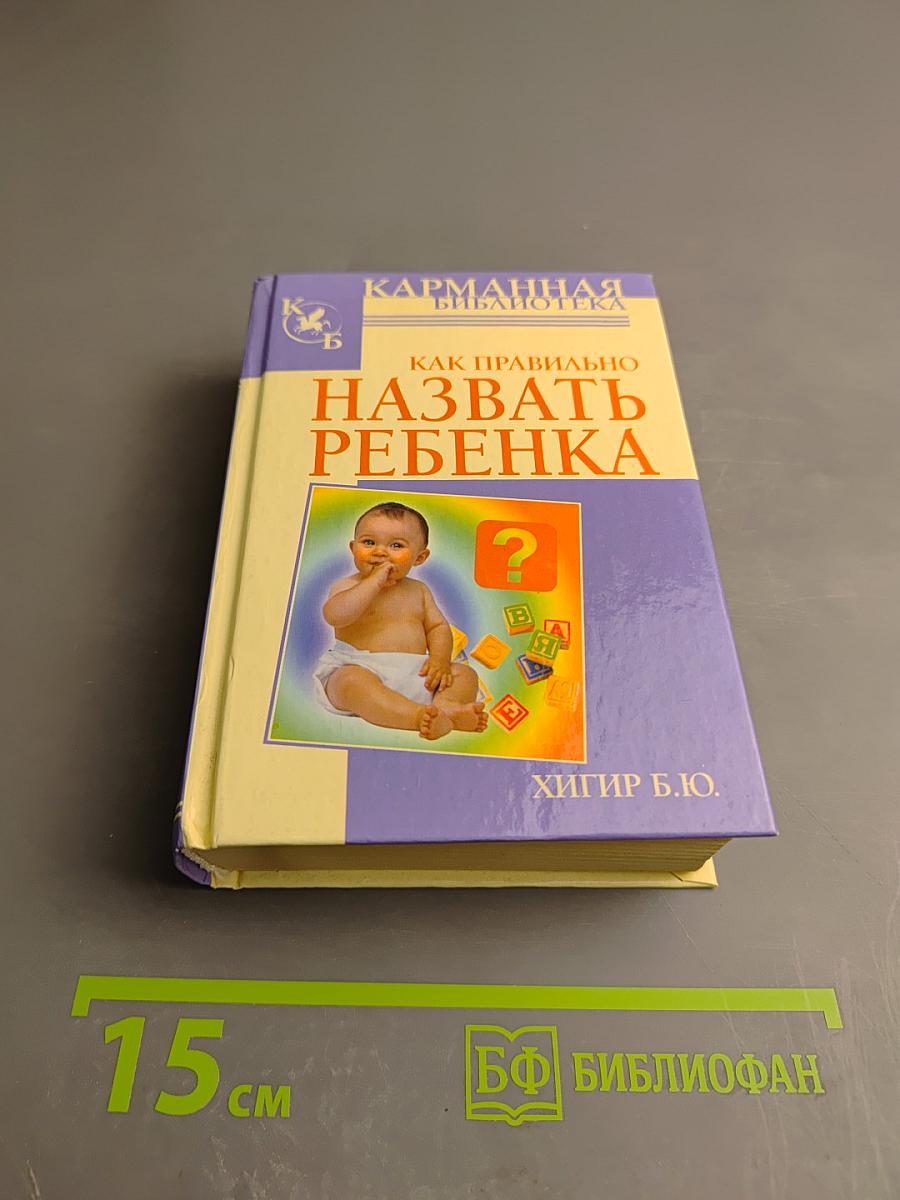 КАРМАННАЯ
БИБЛИОТЕКА
К
Б
КАК ПРАВИЛЬНО
НАЗВАТЬ
РЕБЕНКА
?
В
А
Я
О
Е
ХИГИР Б.Ю.
15 см
БФ БИБЛИОФАН